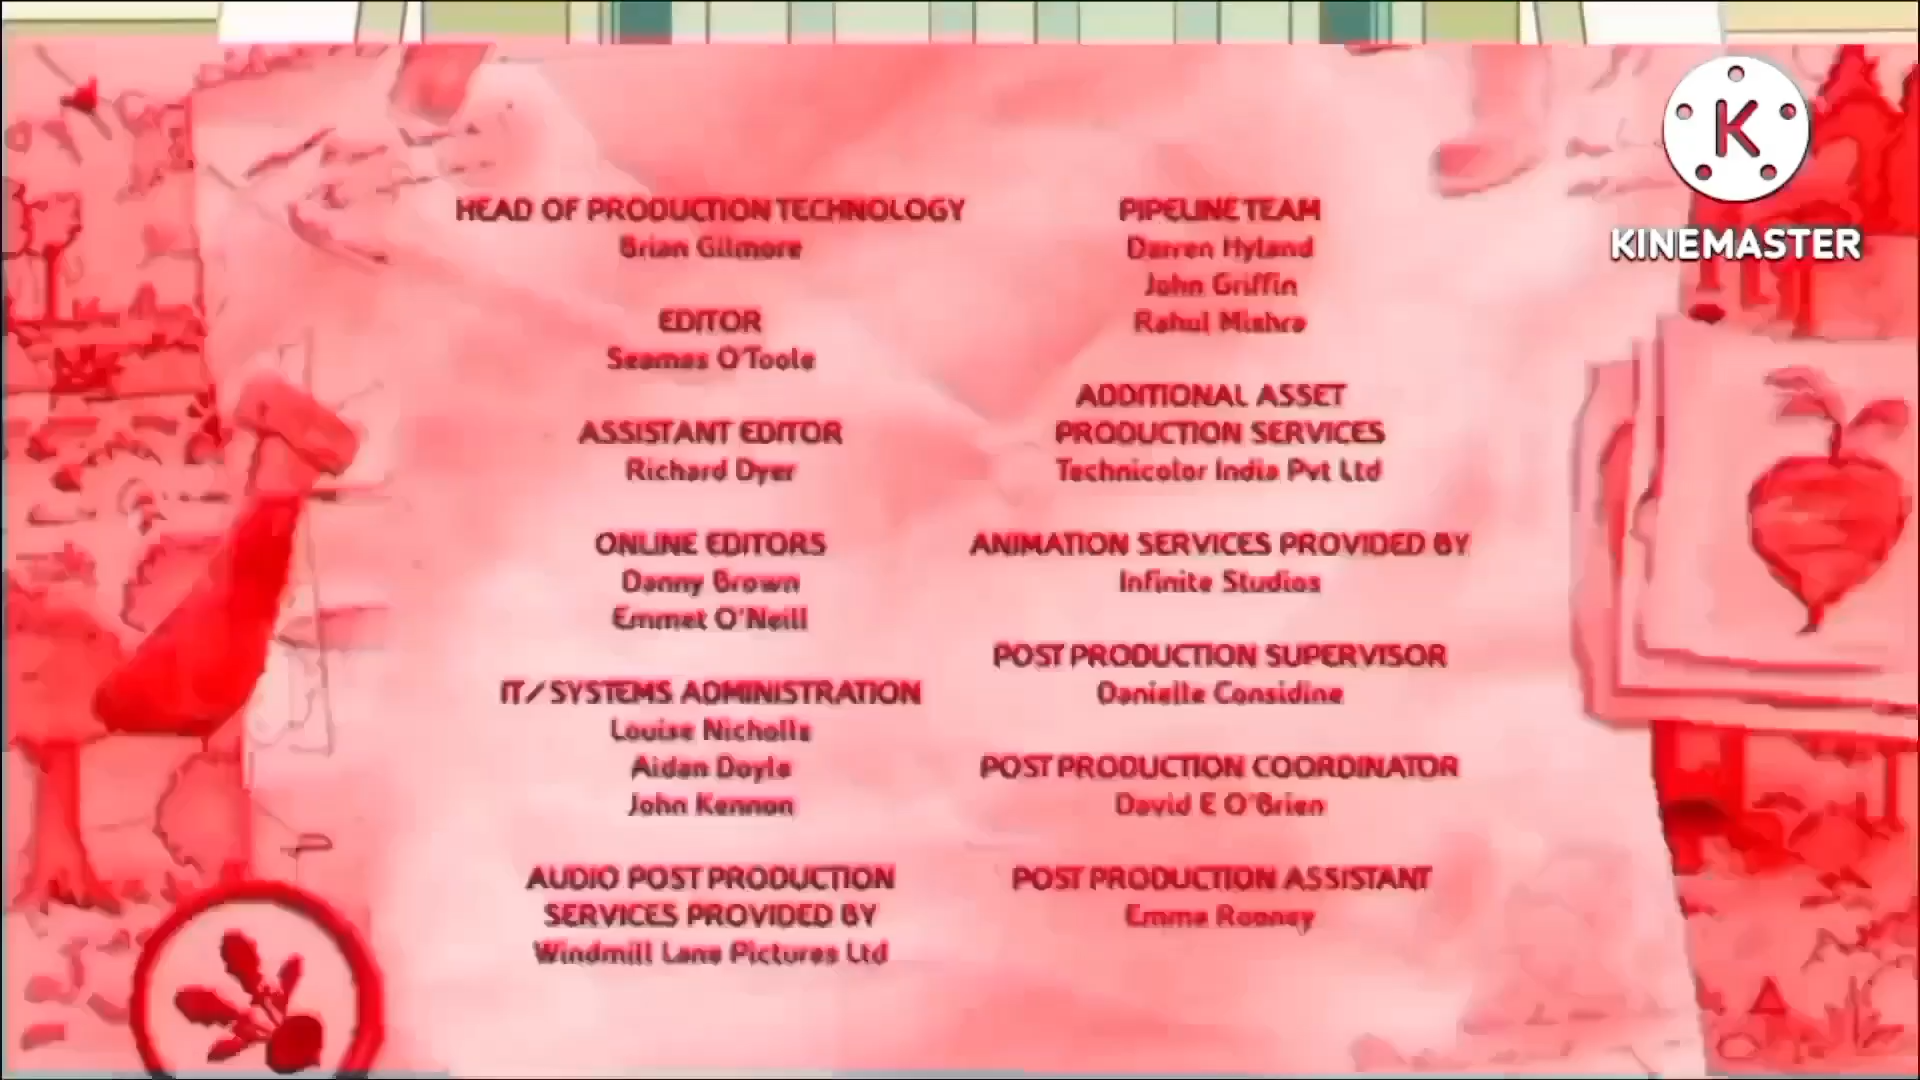 HEAD OF PRODUCTION TECHNOLOGY
Brian Gilmore
EDITOR
Seamas O'Toole
ASSISTANT EDITOR
Richard Dyer
ONLINE EDITORS
Danny Brown
Emmet O'Neill
IT/SYSTEMS ADMINISTRATION
Louise Nicholls
Aidan Doyle
John Kennon
AUDIO POST PRODUCTION
SERVICES PROVIDED BY
Windmill Lane Pictures Ltd
PIPELINE TEAM
Darren Hyland
John Griffin
Rahul Mishra
ADDITIONAL ASSET
PRODUCTION SERVICES
Technicolor India Pvt Ltd
ANIMATION SERVICES PROVIDED BY
Infinite Studios
POST PRODUCTION SUPERVISOR
Danielle Considine
POST PRODUCTION COORDINATOR
David E O'Brien
POST PRODUCTION ASSISTANT
Emma Rooney
K
KINEMASTER